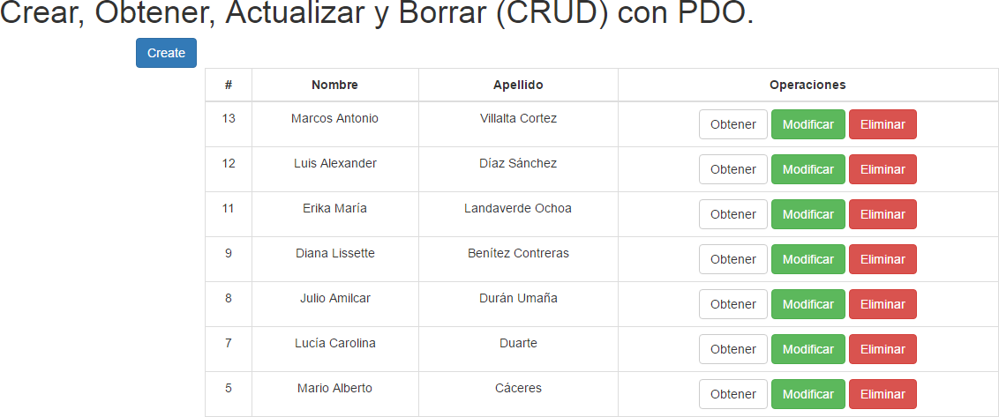 Crear, Obtener, Actualizar y Borrar (CRUD) con PDO.
Create
# Nombre Apellido Operaciones
13 Marcos Antonio Villalta Cortez Obtener Modificar Eliminar
12 Luis Alexander Díaz Sánchez Obtener Modificar Eliminar
11 Erika María Landaverde Ochoa Obtener Modificar Eliminar
9 Diana Lissette Benítez Contreras Obtener Modificar Eliminar
8 Julio Amilcar Durán Umaña Obtener Modificar Eliminar
7 Lucía Carolina Duarte Obtener Modificar Eliminar
5 Mario Alberto Cáceres Obtener Modificar Eliminar